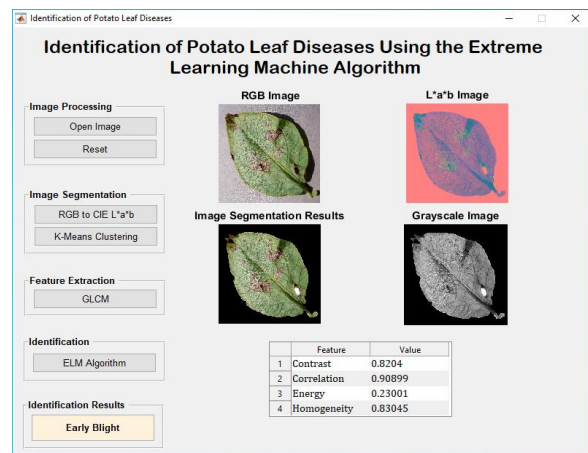 Identification of Potato Leaf Diseases
Identification of Potato Leaf Diseases Using the Extreme
Learning Machine Algorithm
Image Processing
Open Image
Reset
Image Segmentation
RGB to CIE L*a*b
K-Means Clustering
Feature Extraction
GLCM
Identification
ELM Algorithm
Identification Results
Early Blight
RGB Image
L*a*b Image
Image Segmentation Results
Grayscale Image
Feature Value
1 Contrast 0.8204
2 Correlation 0.90899
3 Energy 0.23001
4 Homogeneity 0.83045